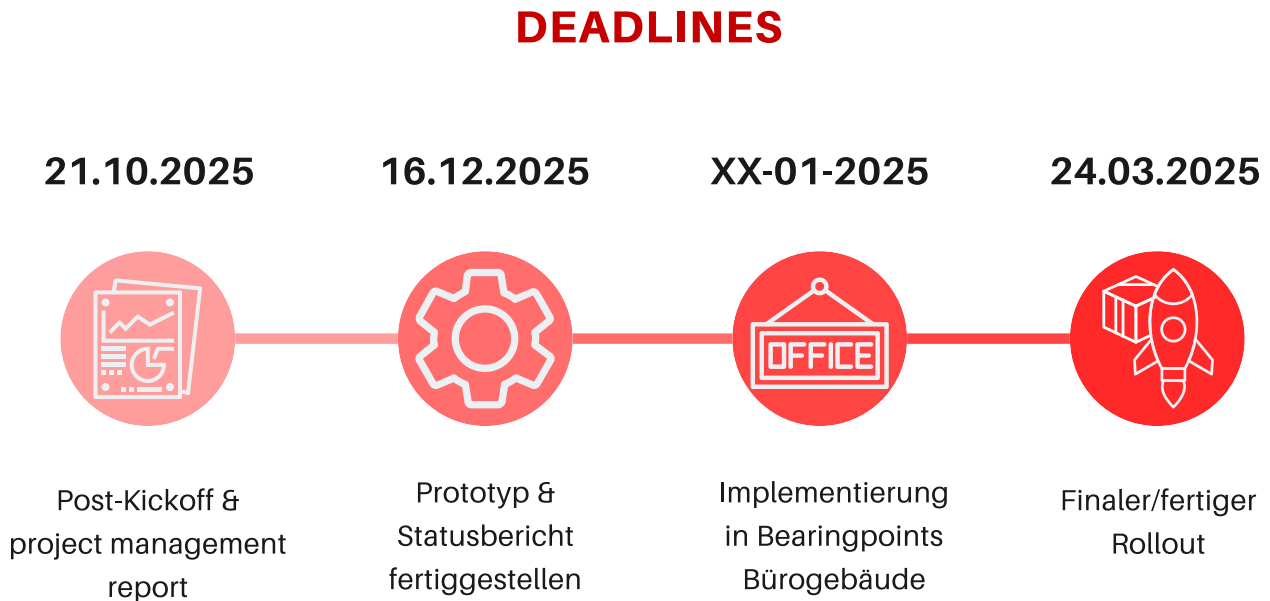 DEADLINES
21.10.2025
16.12.2025
XX-01-2025
24.03.2025
OFFICE
Post-Kickoff &
project management
report
Prototyp &
Statusbericht
fertiggestellen
Implementierung
in Bearingpoints
Bürogebäude
Finaler/fertiger
Rollout